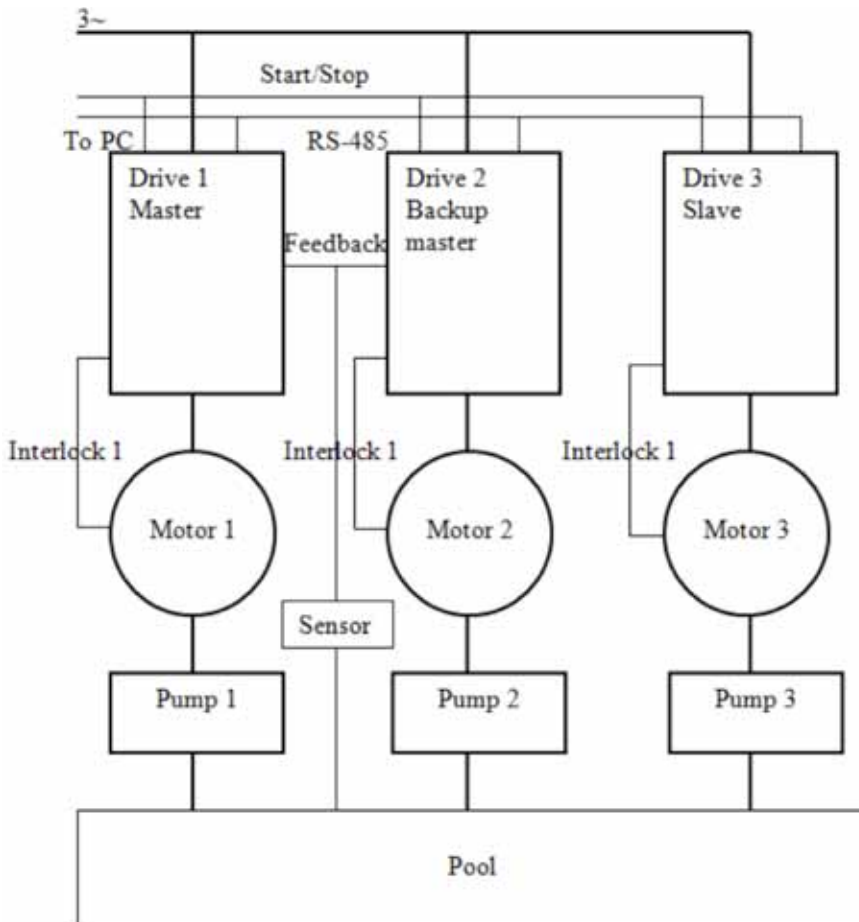 3~
Start/Stop
To PC
RS-485
Drive 1
Master
Drive 2
Backup
master
Drive 3
Slave
Feedback
Interlock 1
Interlock 1
Interlock 1
Motor 1
Motor 2
Motor 3
Sensor
Pump 1
Pump 2
Pump 3
Pool